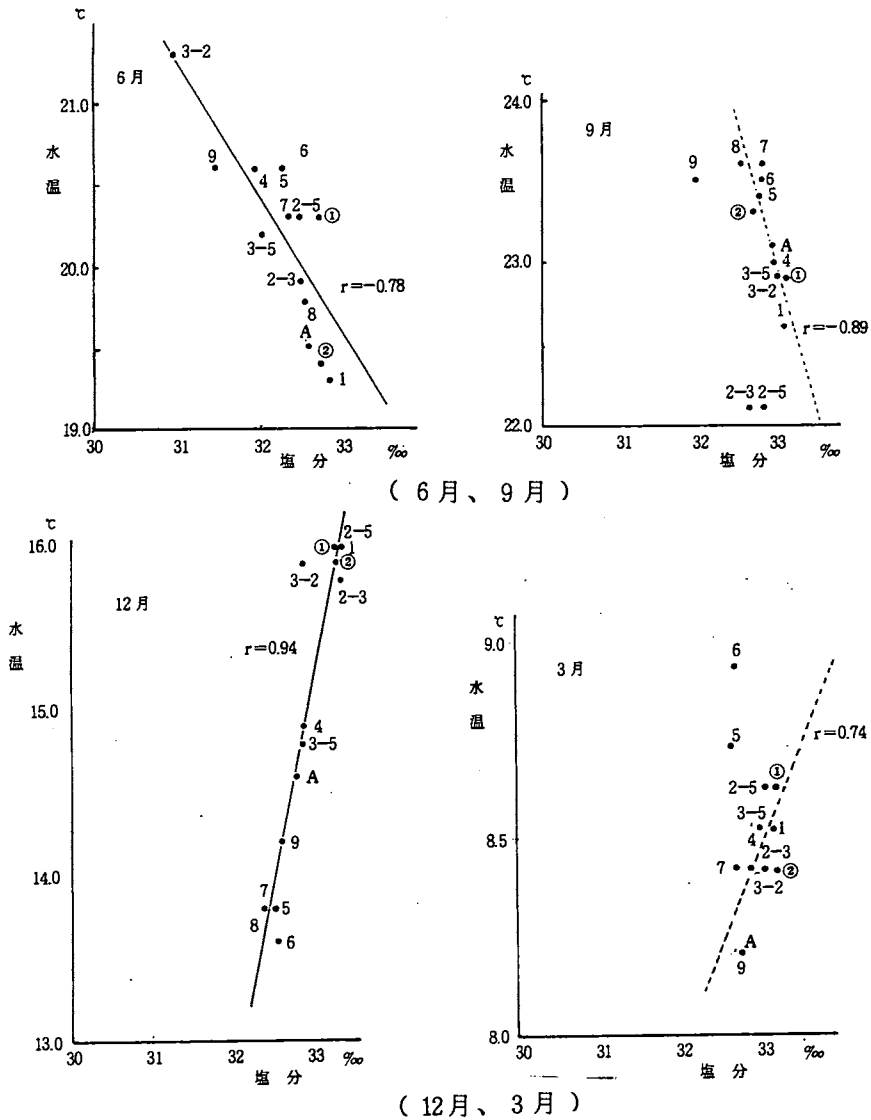 ℃
6月
21.0
水温
20.0
19.0
3−2
9
4
6
5
7
2−5
①
3−5
2−3
8
A
②
1
r=−0.78
30 31 32 33 ‰
塩分
℃
24.0
9月
水温
23.0
22.0
9
8
7
6
5
②
A
4
3−5
①
3−2
1
r=−0.89
2−3 2−5
30 31 32 33 ‰
塩分
( 6月、9月 )
℃
16.0
12月
水温
15.0
14.0
13.0
2−5
①
1
②
3−2
2−3
r=0.94
4
3−5
A
9
7
5
8
6
30 31 32 33 ‰
塩分
℃
9.0
3月
水温
8.5
8.0
6
5
r=0.74
①
2−5
3−5
4
1
2−3
7
②
3−2
A
9
30 31 32 33 ‰
塩分
( 12月、3月 )